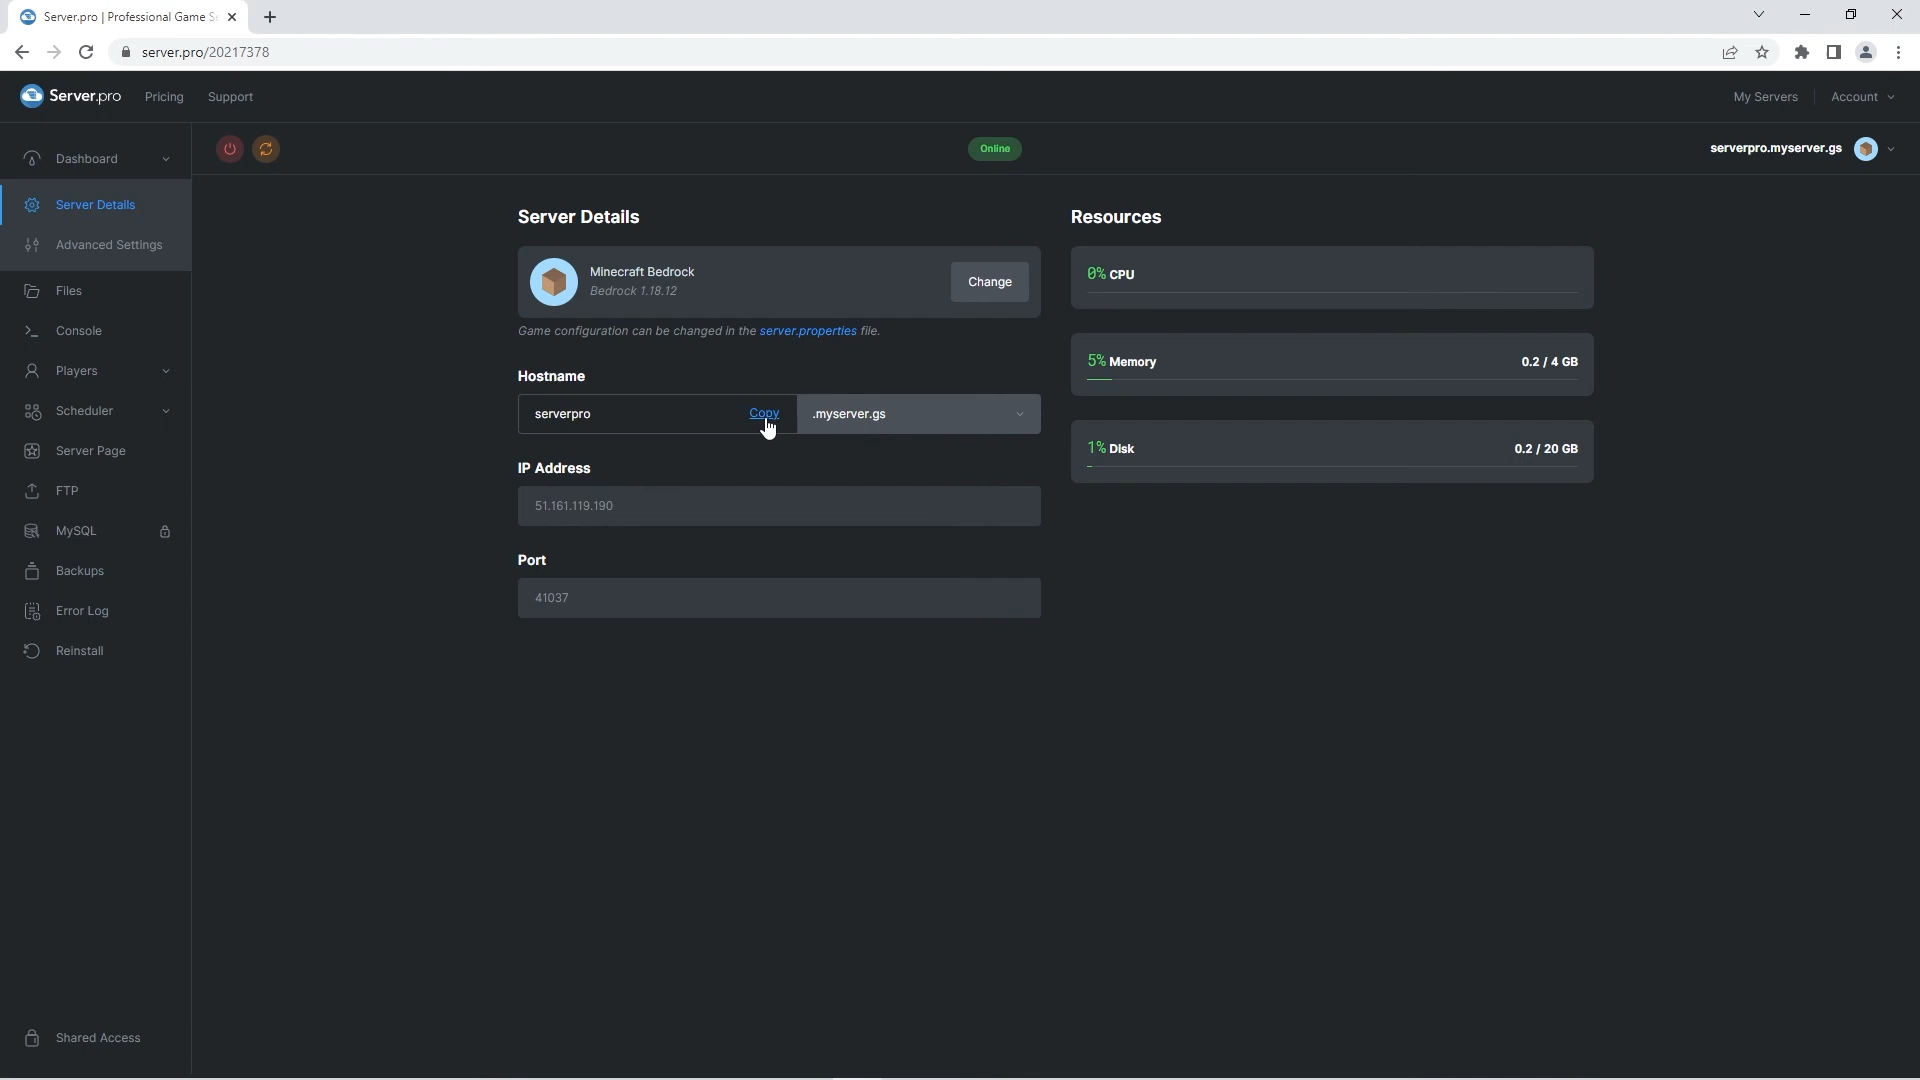 Server.pro | Professional Game S
server.pro/20217378
Server.pro
Pricing
Support
My Servers
Account
Online
serverpro.myserver.gs
Dashboard
Server Details
Advanced Settings
Files
Console
Players
Scheduler
Server Page
FTP
MySQL
Backups
Error Log
Reinstall
Shared Access
Server Details
Minecraft Bedrock
Bedrock 1.18.12
Change
Game configuration can be changed in the server.properties file.
Hostname
serverpro
Copy
.myserver.gs
IP Address
51.161.119.190
Port
41037
Resources
0% CPU
5% Memory
0.2 / 4 GB
1% Disk
0.2 / 20 GB